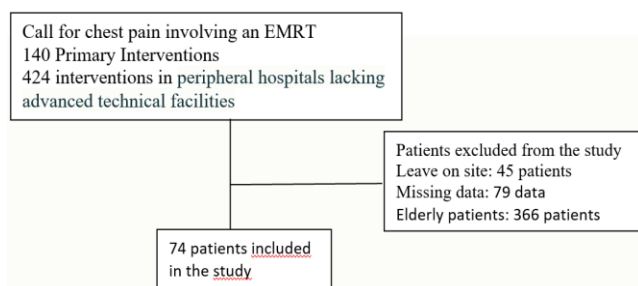 Call for chest pain involving an EMRT
140 Primary Interventions
424 interventions in peripheral hospitals lacking
advanced technical facilities
Patients excluded from the study
Leave on site: 45 patients
Missing data: 79 data
Elderly patients: 366 patients
74 patients included
in the study